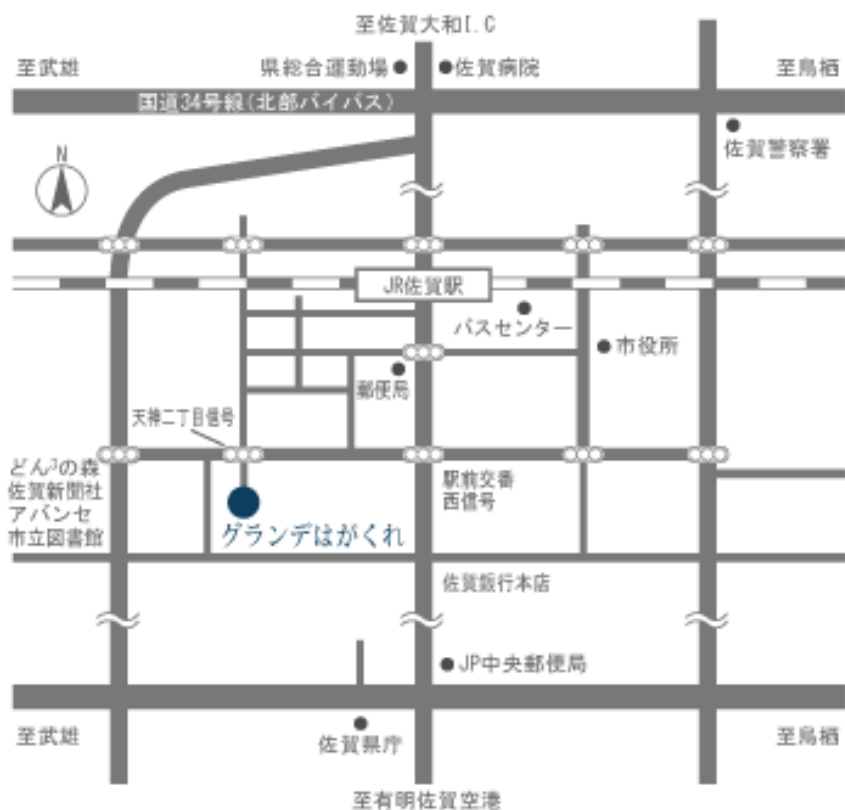 至佐賀大和I.C
至武雄
県総合運動場
佐賀病院
至鳥栖
国道34号線(北部バイパス)
佐賀警察署
N
JR佐賀駅
バスセンター
市役所
郵便局
天神二丁目信号
どん3の森
佐賀新聞社
アバンセ
市立図書館
駅前交番
西信号
グランデはがくれ
佐賀銀行本店
JP中央郵便局
至武雄
佐賀県庁
至鳥栖
至有明佐賀空港